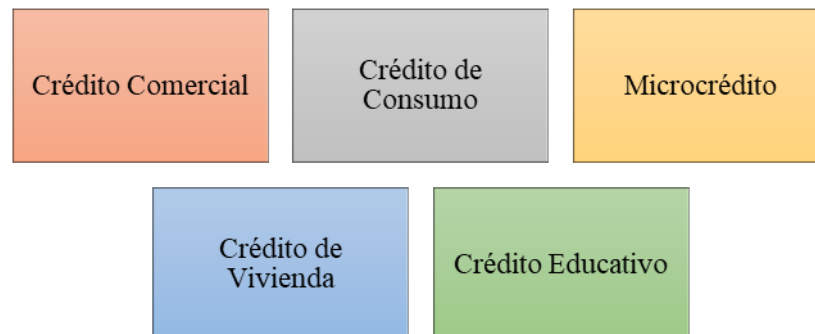 Crédito Comercial
Crédito de
Consumo
Microcrédito
Crédito de
Vivienda
Crédito Educativo